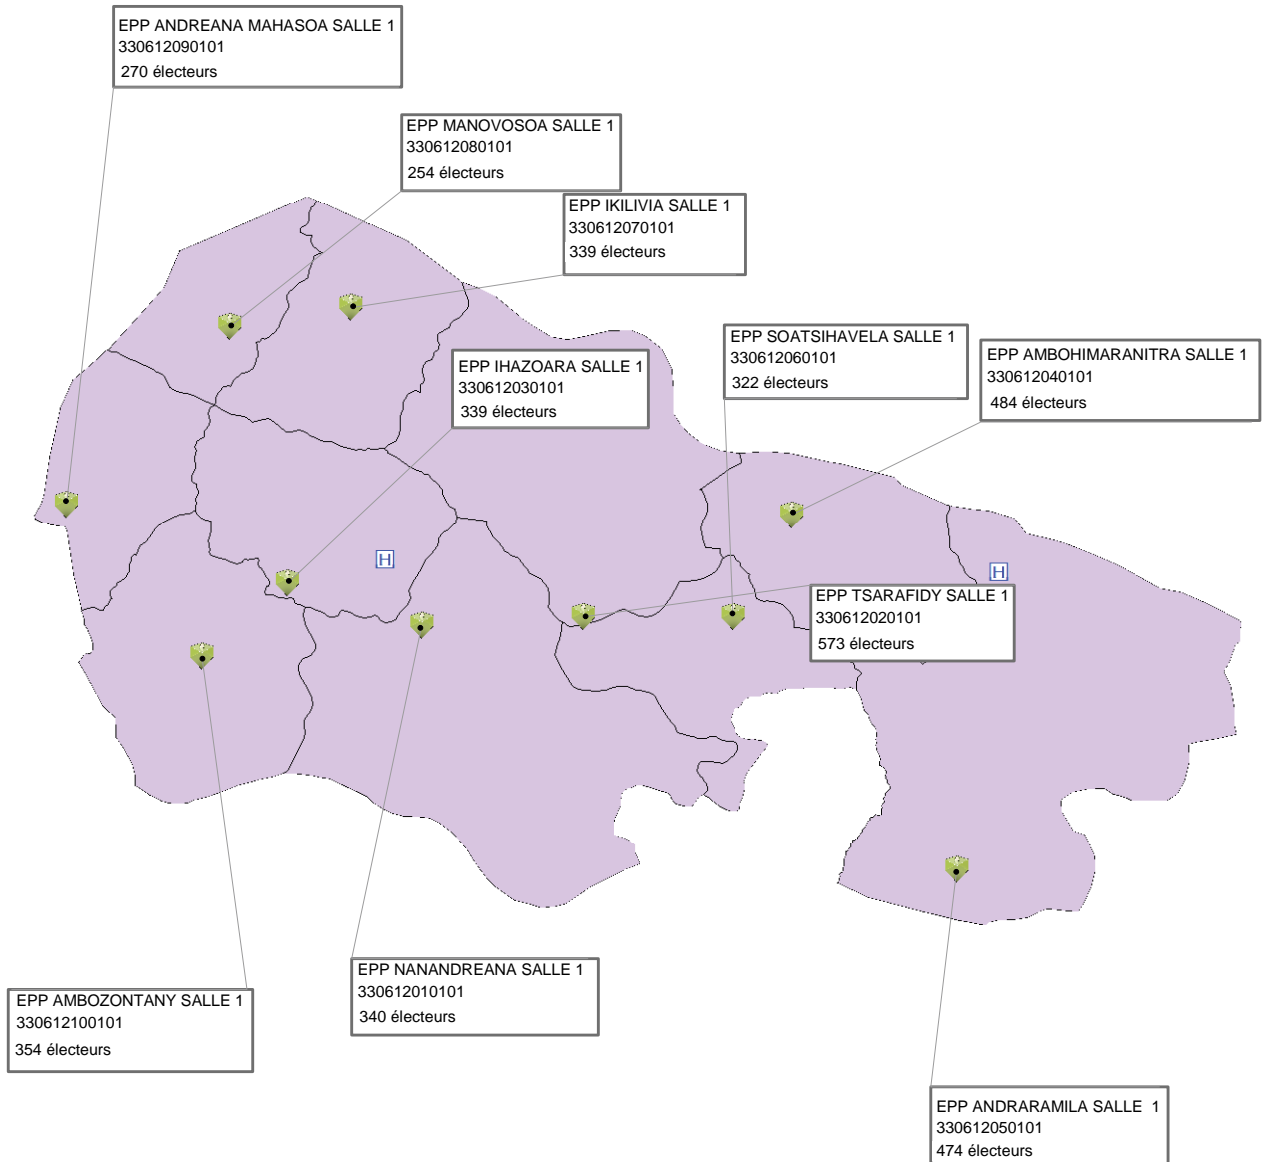 EPP ANDREANA MAHASOA SALLE 1
330612090101
270 électeurs
EPP MANOVOSOA SALLE 1
330612080101
254 électeurs
EPP IKILIVIA SALLE 1
330612070101
339 électeurs
EPP SOATSIHAVELA SALLE 1
330612060101
322 électeurs
EPP AMBOHIMARANITRA SALLE 1
330612040101
484 électeurs
EPP IHAZOARA SALLE 1
330612030101
339 électeurs
H
H
EPP TSARAFIDY SALLE 1
330612020101
573 électeurs
EPP NANANDREANA SALLE 1
330612010101
340 électeurs
EPP AMBOZONTANY SALLE 1
330612100101
354 électeurs
EPP ANDRARAMILA SALLE 1
330612050101
474 électeurs